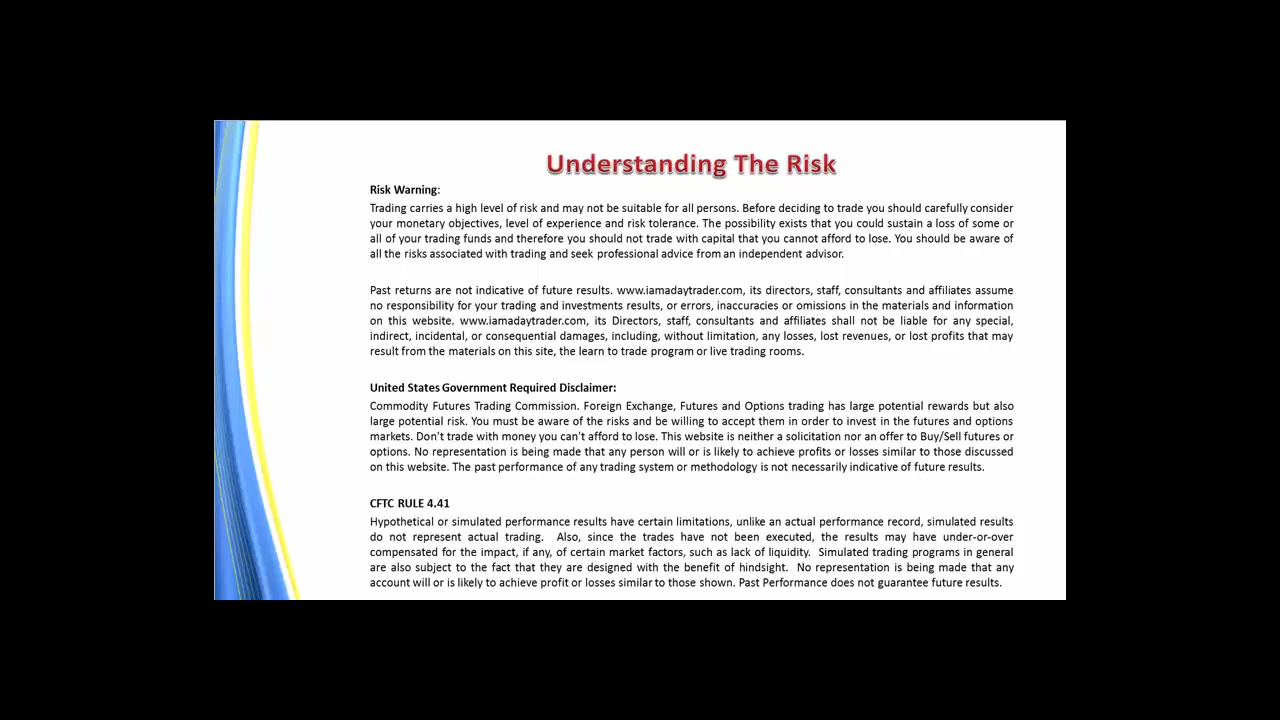 Understanding The Risk
Risk Warning:
Trading carries a high level of risk and may not be suitable for all persons. Before deciding to trade you should carefully consider
your monetary objectives, level of experience and risk tolerance. The possibility exists that you could sustain a loss of some or
all of your trading funds and therefore you should not trade with capital that you cannot afford to lose. You should be aware of
all the risks associated with trading and seek professional advice from an independent advisor.
Past returns are not indicative of future results. www.iamadaytrader.com, its directors, staff, consultants and affiliates assume
no responsibility for your trading and investments results, or errors, inaccuracies or omissions in the materials and information
on this website. www.iamadaytrader.com, its Directors, staff, consultants and affiliates shall not be liable for any special,
indirect, incidental, or consequential damages, including, without limitation, any losses, lost revenues, or lost profits that may
result from the materials on this site, the learn to trade program or live trading rooms.
United States Government Required Disclaimer:
Commodity Futures Trading Commission. Foreign Exchange, Futures and Options trading has large potential rewards but also
large potential risk. You must be aware of the risks and be willing to accept them in order to invest in the futures and options
markets. Don't trade with money you can't afford to lose. This website is neither a solicitation nor an offer to Buy/Sell futures or
options. No representation is being made that any person will or is likely to achieve profits or losses similar to those discussed
on this website. The past performance of any trading system or methodology is not necessarily indicative of future results.
CFTC RULE 4.41
Hypothetical or simulated performance results have certain limitations, unlike an actual performance record, simulated results
do not represent actual trading.  Also, since the trades have not been executed, the results may have under-or-over
compensated for the impact, if any, of certain market factors, such as lack of liquidity.  Simulated trading programs in general
are also subject to the fact that they are designed with the benefit of hindsight.  No representation is being made that any
account will or is likely to achieve profit or losses similar to those shown. Past Performance does not guarantee future results.